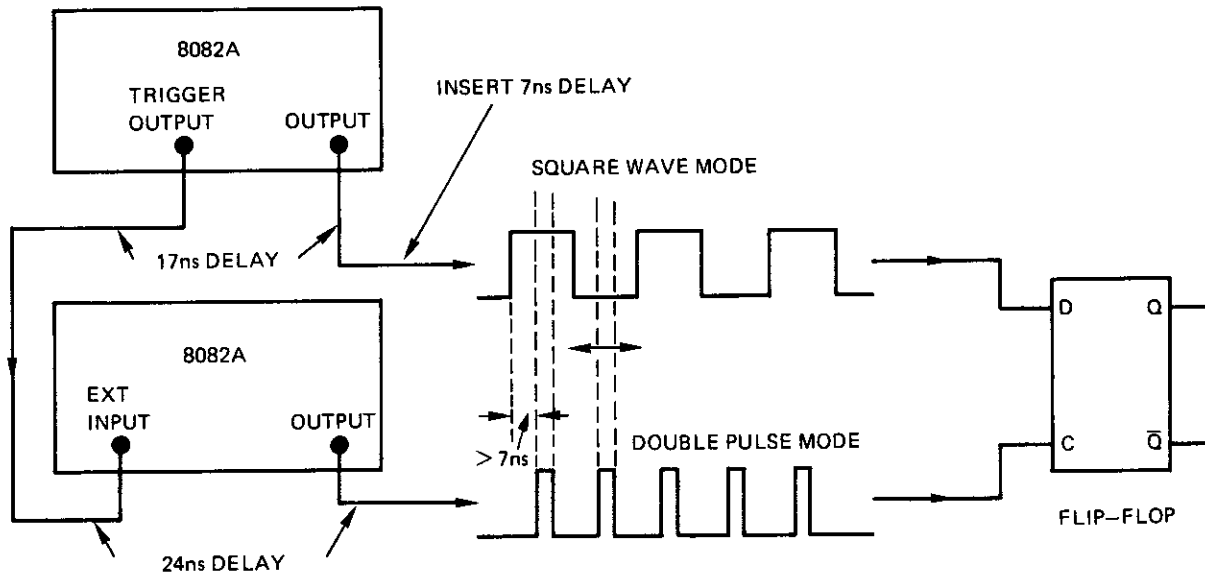 8082A
TRIGGER
OUTPUT
OUTPUT
INSERT 7ns DELAY
SQUARE WAVE MODE
17ns DELAY
8082A
EXT
INPUT
OUTPUT
> 7ns
DOUBLE PULSE MODE
24ns DELAY
D
Q
C
Q̅
FLIP–FLOP